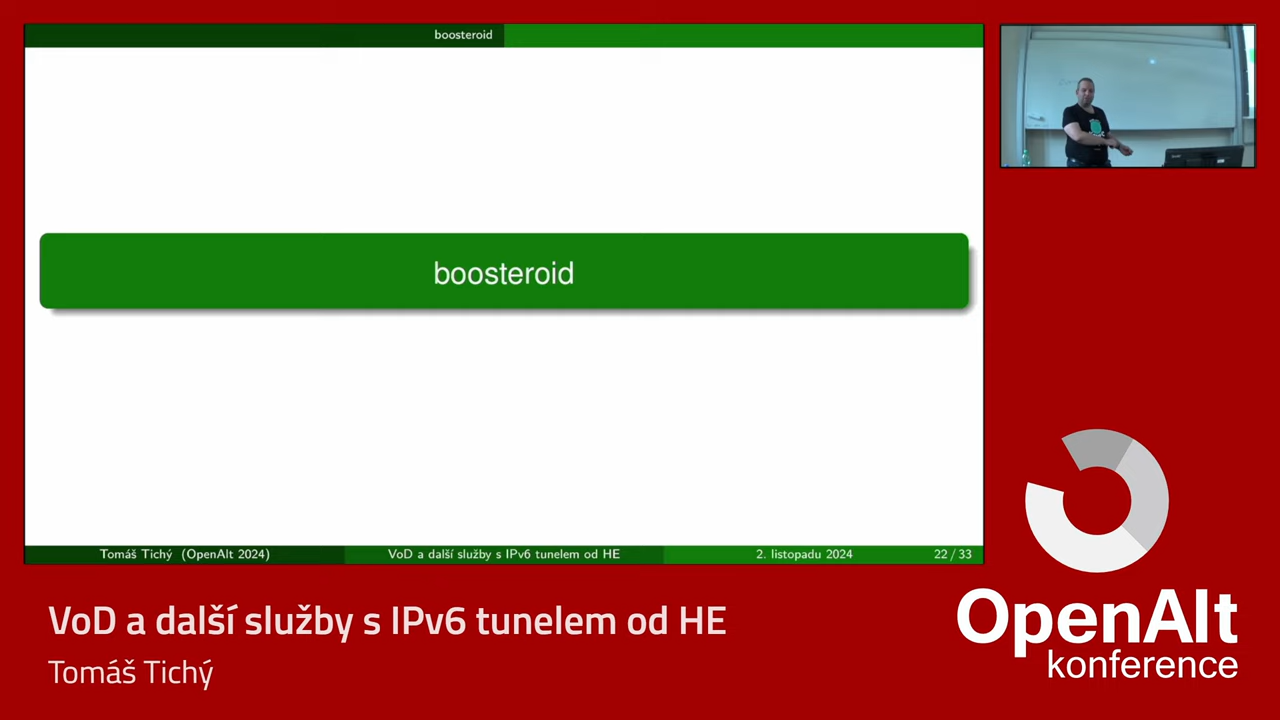 boosteroid
boosteroid
Tomáš Tichý (OpenAlt 2024)
VoD a další služby s IPv6 tunelem od HE
2. listopadu 2024
22 / 33
VoD a další služby s IPv6 tunelem od HE
Tomáš Tichý
OpenAlt
konference